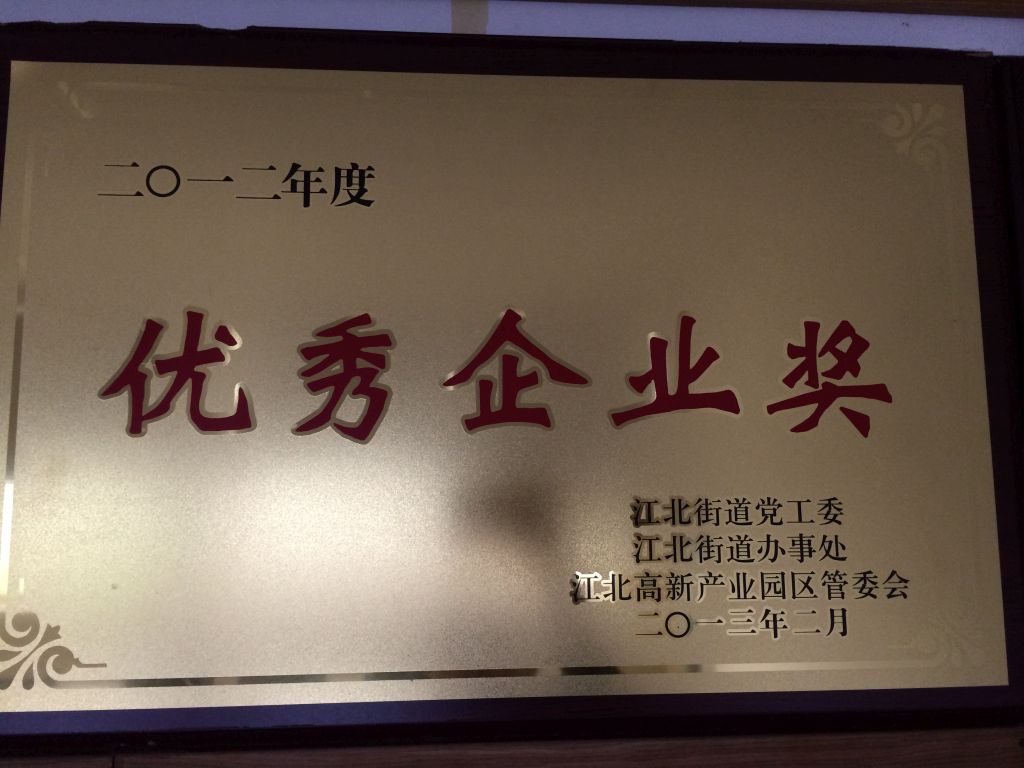 二〇一二年度
优秀企业奖
江北街道党工委
江北街道办事处
江北高新产业园区管委会
二〇一三年二月